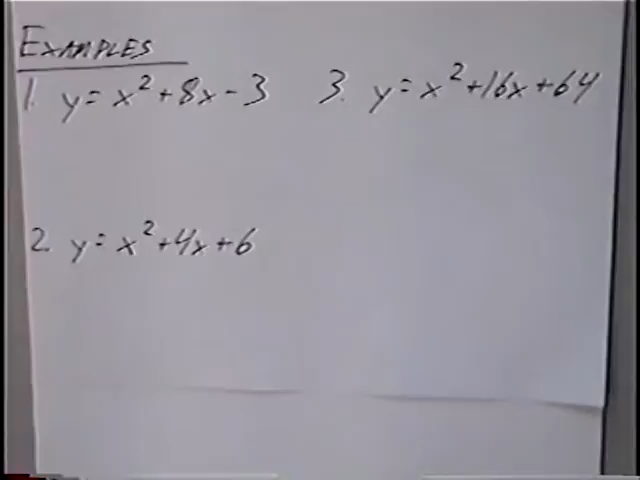 EXAMPLES
1. y = x² + 8x - 3
3. y = x² + 16x + 64
2. y = x² + 4x + 6